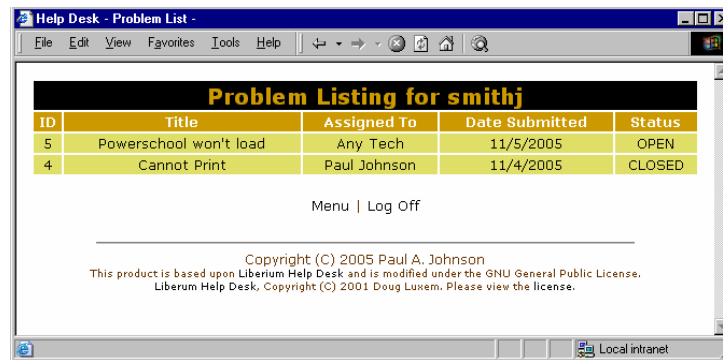 Help Desk - Problem List -
File Edit View Favorites Tools Help
Problem Listing for smithj
ID Title Assigned To Date Submitted Status
5 Powerschool won't load Any Tech 11/5/2005 OPEN
4 Cannot Print Paul Johnson 11/4/2005 CLOSED
Menu | Log Off
Copyright (C) 2005 Paul A. Johnson
This product is based upon Liberium Help Desk and is modified under the GNU General Public License.
Liberum Help Desk, Copyright (C) 2001 Doug Luxem. Please view the license.
Local intranet